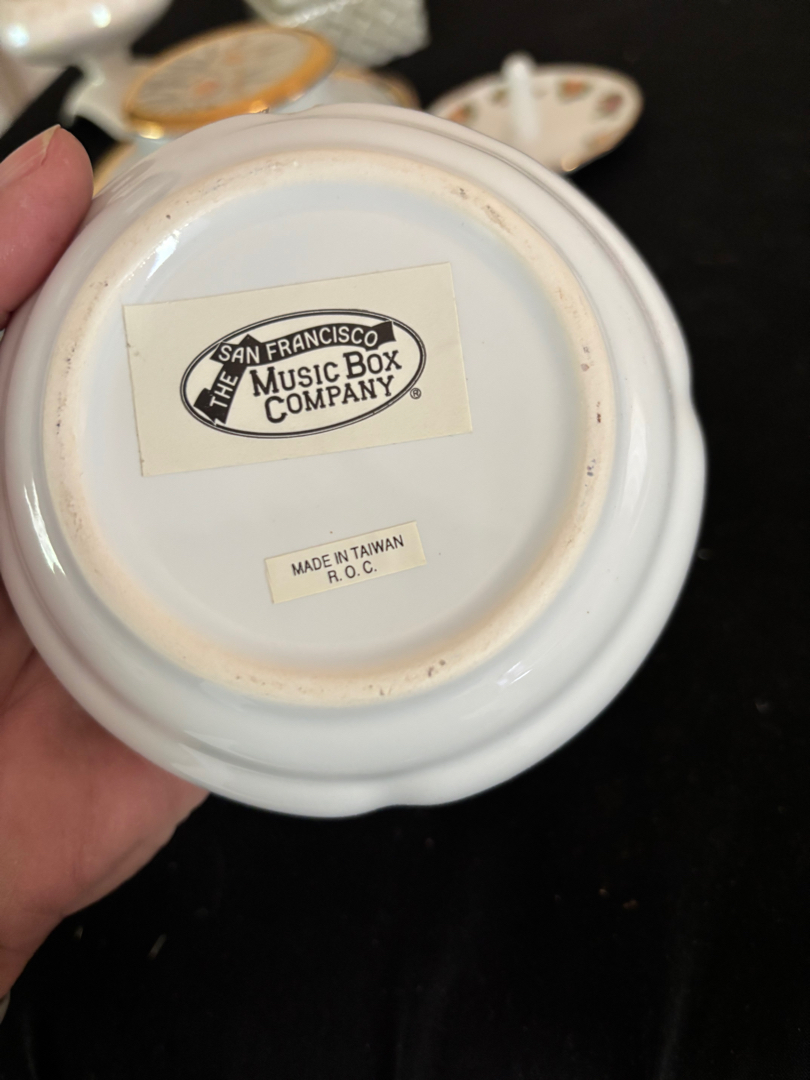 THE SAN FRANCISCO
MUSIC BOX
COMPANY ®
MADE IN TAIWAN
R. O. C.